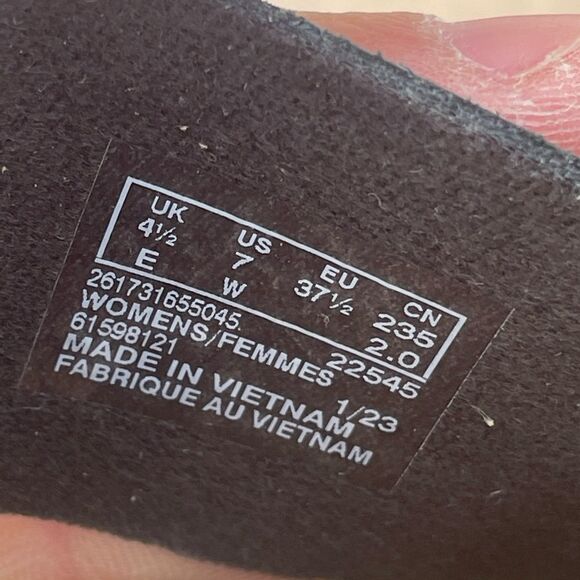 UK US EU CN
4½ 7 37½ 235
E W 2.0
261731655045. 22545
WOMENS/FEMMES
61598121 1/23
MADE IN VIETNAM
FABRIQUE AU VIETNAM